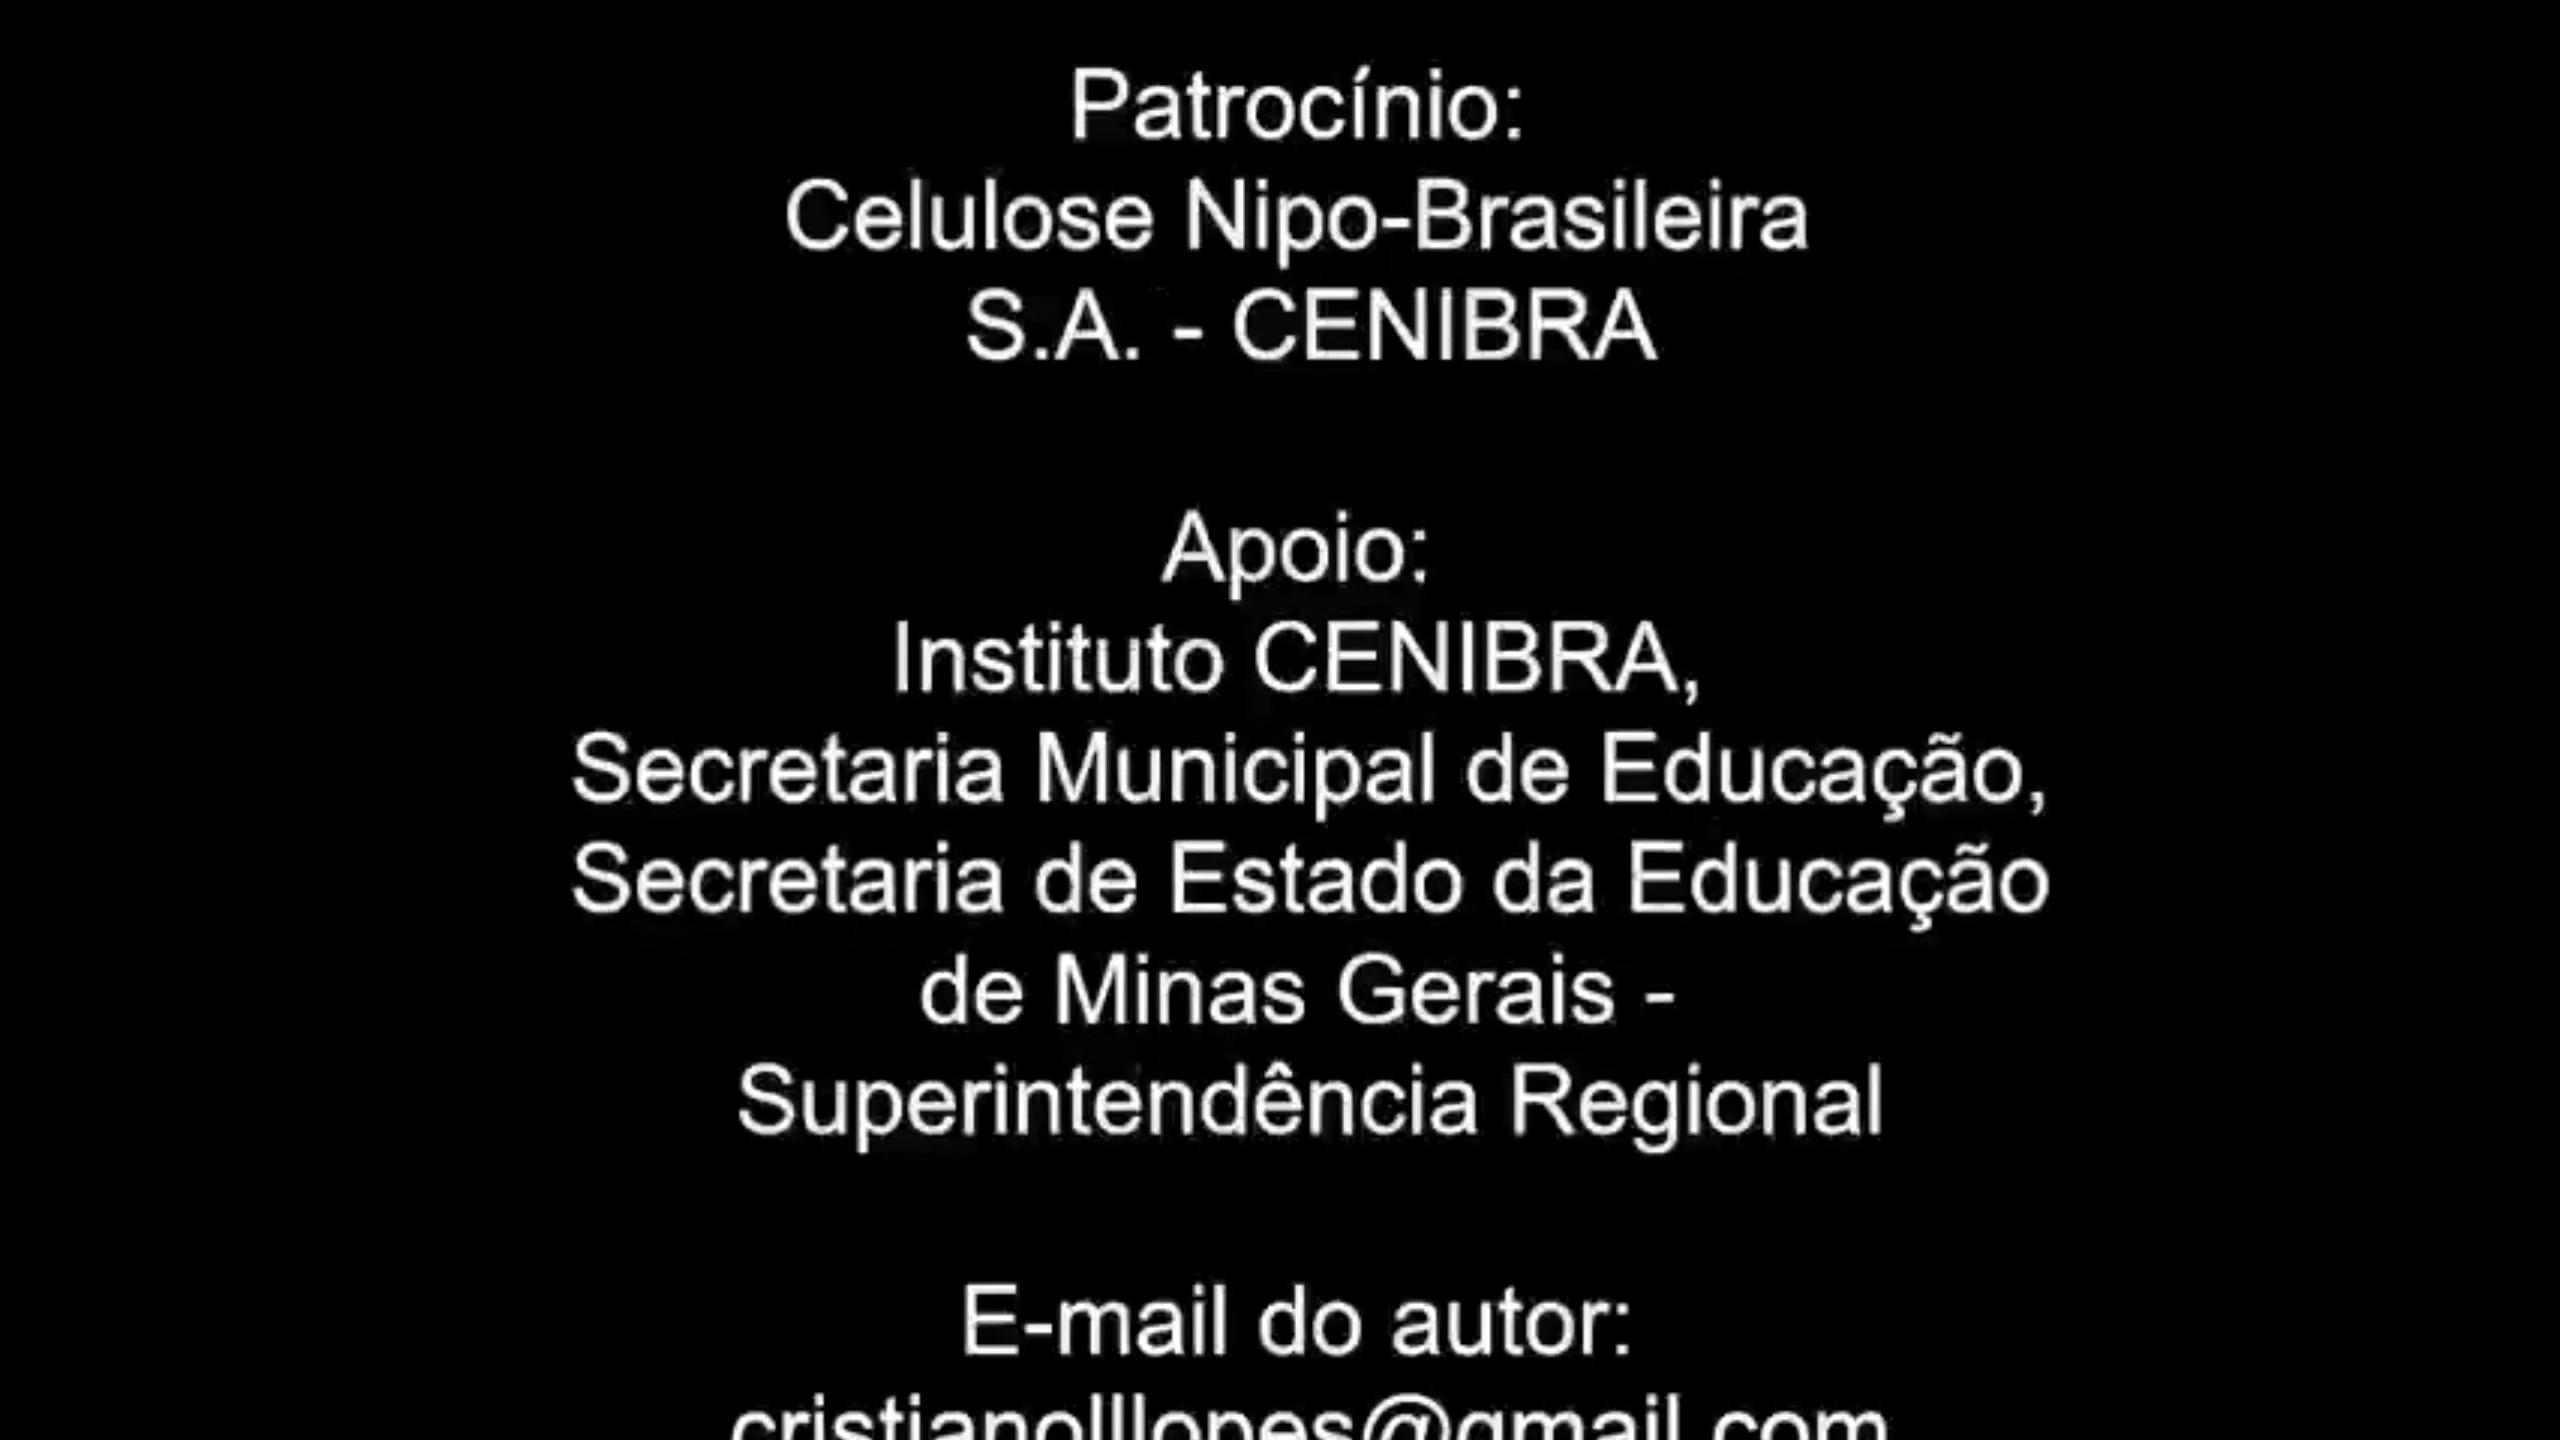 Patrocínio:
Celulose Nipo-Brasileira
S.A. - CENIBRA
Apoio:
Instituto CENIBRA,
Secretaria Municipal de Educação,
Secretaria de Estado da Educação
de Minas Gerais -
Superintendência Regional
E-mail do autor: